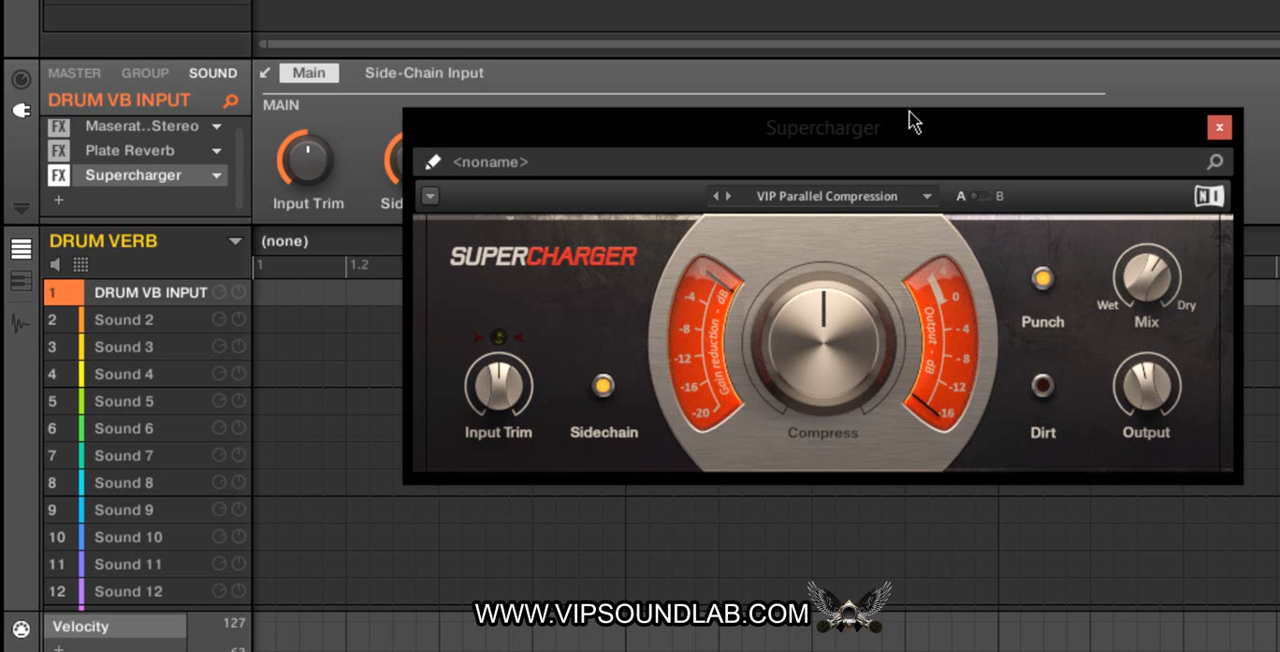 MASTER GROUP SOUND
Main Side-Chain Input
DRUM VB INPUT
MAIN
FX Maserat..Stereo
FX Plate Reverb
FX Supercharger
+
Input Trim
Supercharger
x
<noname>
VIP Parallel Compression
A B
NI
SUPERCHARGER
-4
-8
-12
-16
-20
Gain reduction - dB
Compress
0
-4
-8
-12
-16
Output - dB
Input Trim
Sidechain
Punch
Wet Dry
Mix
Dirt
Output
DRUM VERB
(none)
1 1.2
1 DRUM VB INPUT
2 Sound 2
3 Sound 3
4 Sound 4
5 Sound 5
6 Sound 6
7 Sound 7
8 Sound 8
9 Sound 9
10 Sound 10
11 Sound 11
12 Sound 12
Velocity
127
WWW.VIPSOUNDLAB.COM